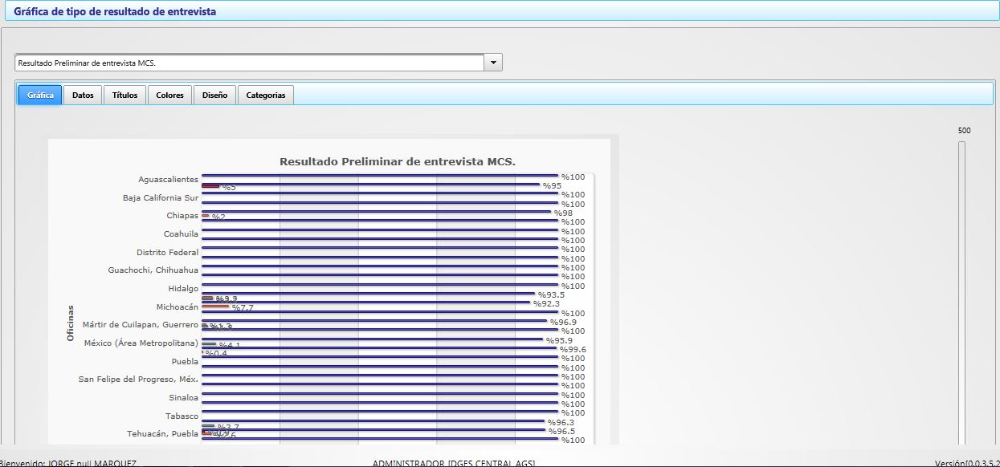 Gráfica de tipo de resultado de entrevista
Resultado Preliminar de entrevista MCS.
Gráfica Datos Títulos Colores Diseño Categorias
500
Resultado Preliminar de entrevista MCS.
Aguascalientes %100
%95
%5
Baja California Sur %100
%100
Chiapas %98
%2
%100
Coahuila %100
%100
Distrito Federal %100
%100
Guachochi, Chihuahua %100
%100
Hidalgo %100
%93.5
Michoacán %92.3
%7.7
%100
Oficinas
Mártir de Cuilapan, Guerrero %96.9
%1.3
%100
México (Área Metropolitana) %95.9
%4.1
%99.6
%0.4
Puebla %100
%100
San Felipe del Progreso, Méx. %100
%100
Sinaloa %100
%100
Tabasco %100
%96.3
%3.7
Tehuacán, Puebla %96.5
%2.6
%100
Bienvenido: JORGE null MARQUEZ ADMINISTRADOR [DGES CENTRAL AGS] Versión[0.0.3.5.2